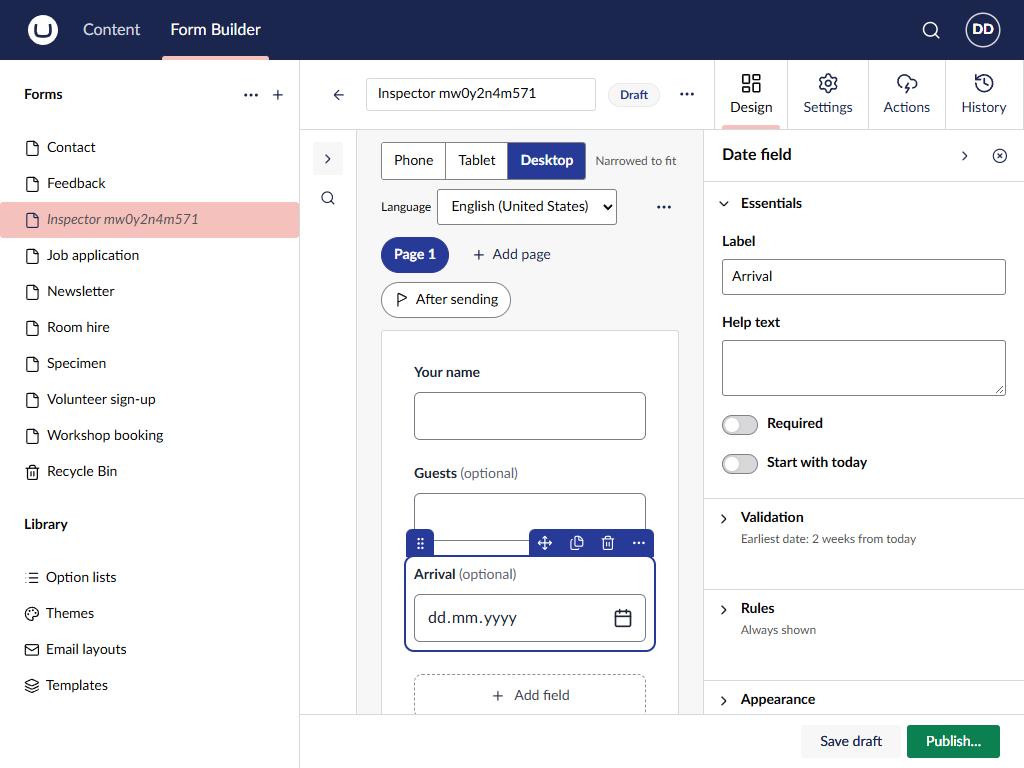 Content
Form Builder
DD
Forms
Contact
Feedback
Inspector mw0y2n4m571
Job application
Newsletter
Room hire
Specimen
Volunteer sign-up
Workshop booking
Recycle Bin
Library
Option lists
Themes
Email layouts
Templates
Inspector mw0y2n4m571
Draft
Design
Settings
Actions
History
Phone
Tablet
Desktop
Narrowed to fit
Language
English (United States)
Page 1
Add page
After sending
Your name
Guests (optional)
Arrival (optional)
dd.mm.yyyy
Add field
Date field
Essentials
Label
Arrival
Help text
Required
Start with today
Validation
Earliest date: 2 weeks from today
Rules
Always shown
Appearance
Save draft
Publish...